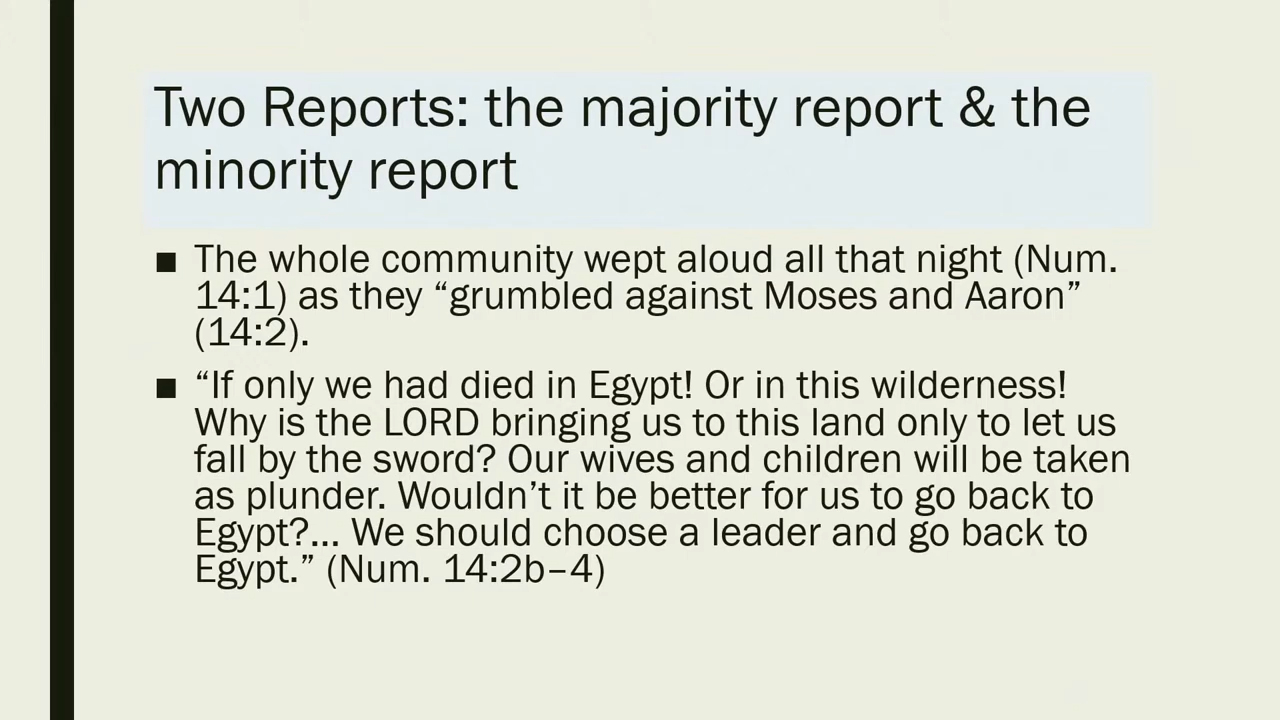 Two Reports: the majority report & the
minority report
■ The whole community wept aloud all that night (Num.
14:1) as they “grumbled against Moses and Aaron”
(14:2).
■ “If only we had died in Egypt! Or in this wilderness!
Why is the LORD bringing us to this land only to let us
fall by the sword? Our wives and children will be taken
as plunder. Wouldn’t it be better for us to go back to
Egypt?... We should choose a leader and go back to
Egypt.” (Num. 14:2b–4)